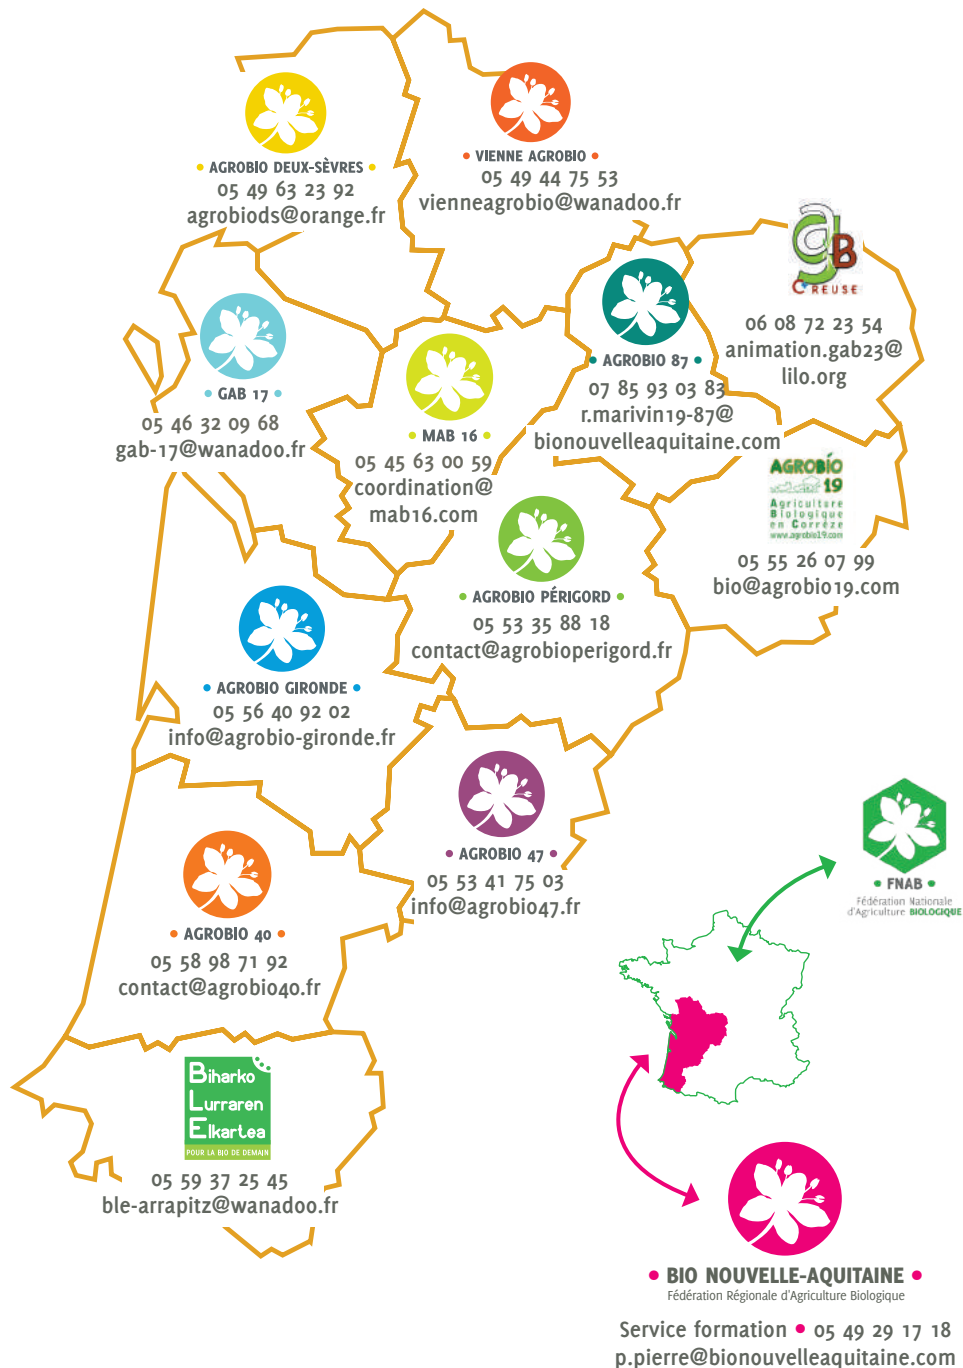 • AGROBIO DEUX-SÈVRES •
05 49 63 23 92
agrobiods@orange.fr
• VIENNE AGROBIO •
05 49 44 75 53
vienneagrobio@wanadoo.fr
gaB
CREUSE
06 08 72 23 54
animation.gab23@
lilo.org
• GAB 17 •
05 46 32 09 68
gab-17@wanadoo.fr
• MAB 16 •
05 45 63 00 59
coordination@
mab16.com
• AGROBIO 87 •
07 85 93 03 83
r.marivin19-87@
bionouvelleaquitaine.com
AGROBIO
19
Agriculture
Biologique
en Corrèze
www.agrobio19.com
05 55 26 07 99
bio@agrobio19.com
• AGROBIO PÉRIGORD •
05 53 35 88 18
contact@agrobioperigord.fr
• AGROBIO GIRONDE •
05 56 40 92 02
info@agrobio-gironde.fr
• AGROBIO 47 •
05 53 41 75 03
info@agrobio47.fr
• AGROBIO 40 •
05 58 98 71 92
contact@agrobio40.fr
Biharko
Lurraren
Elkartea
POUR LA BIO DE DEMAIN
05 59 37 25 45
ble-arrapitz@wanadoo.fr
• FNAB •
Fédération Nationale
d'Agriculture BIOLOGIQUE
• BIO NOUVELLE-AQUITAINE •
Fédération Régionale d'Agriculture Biologique
Service formation • 05 49 29 17 18
p.pierre@bionouvelleaquitaine.com